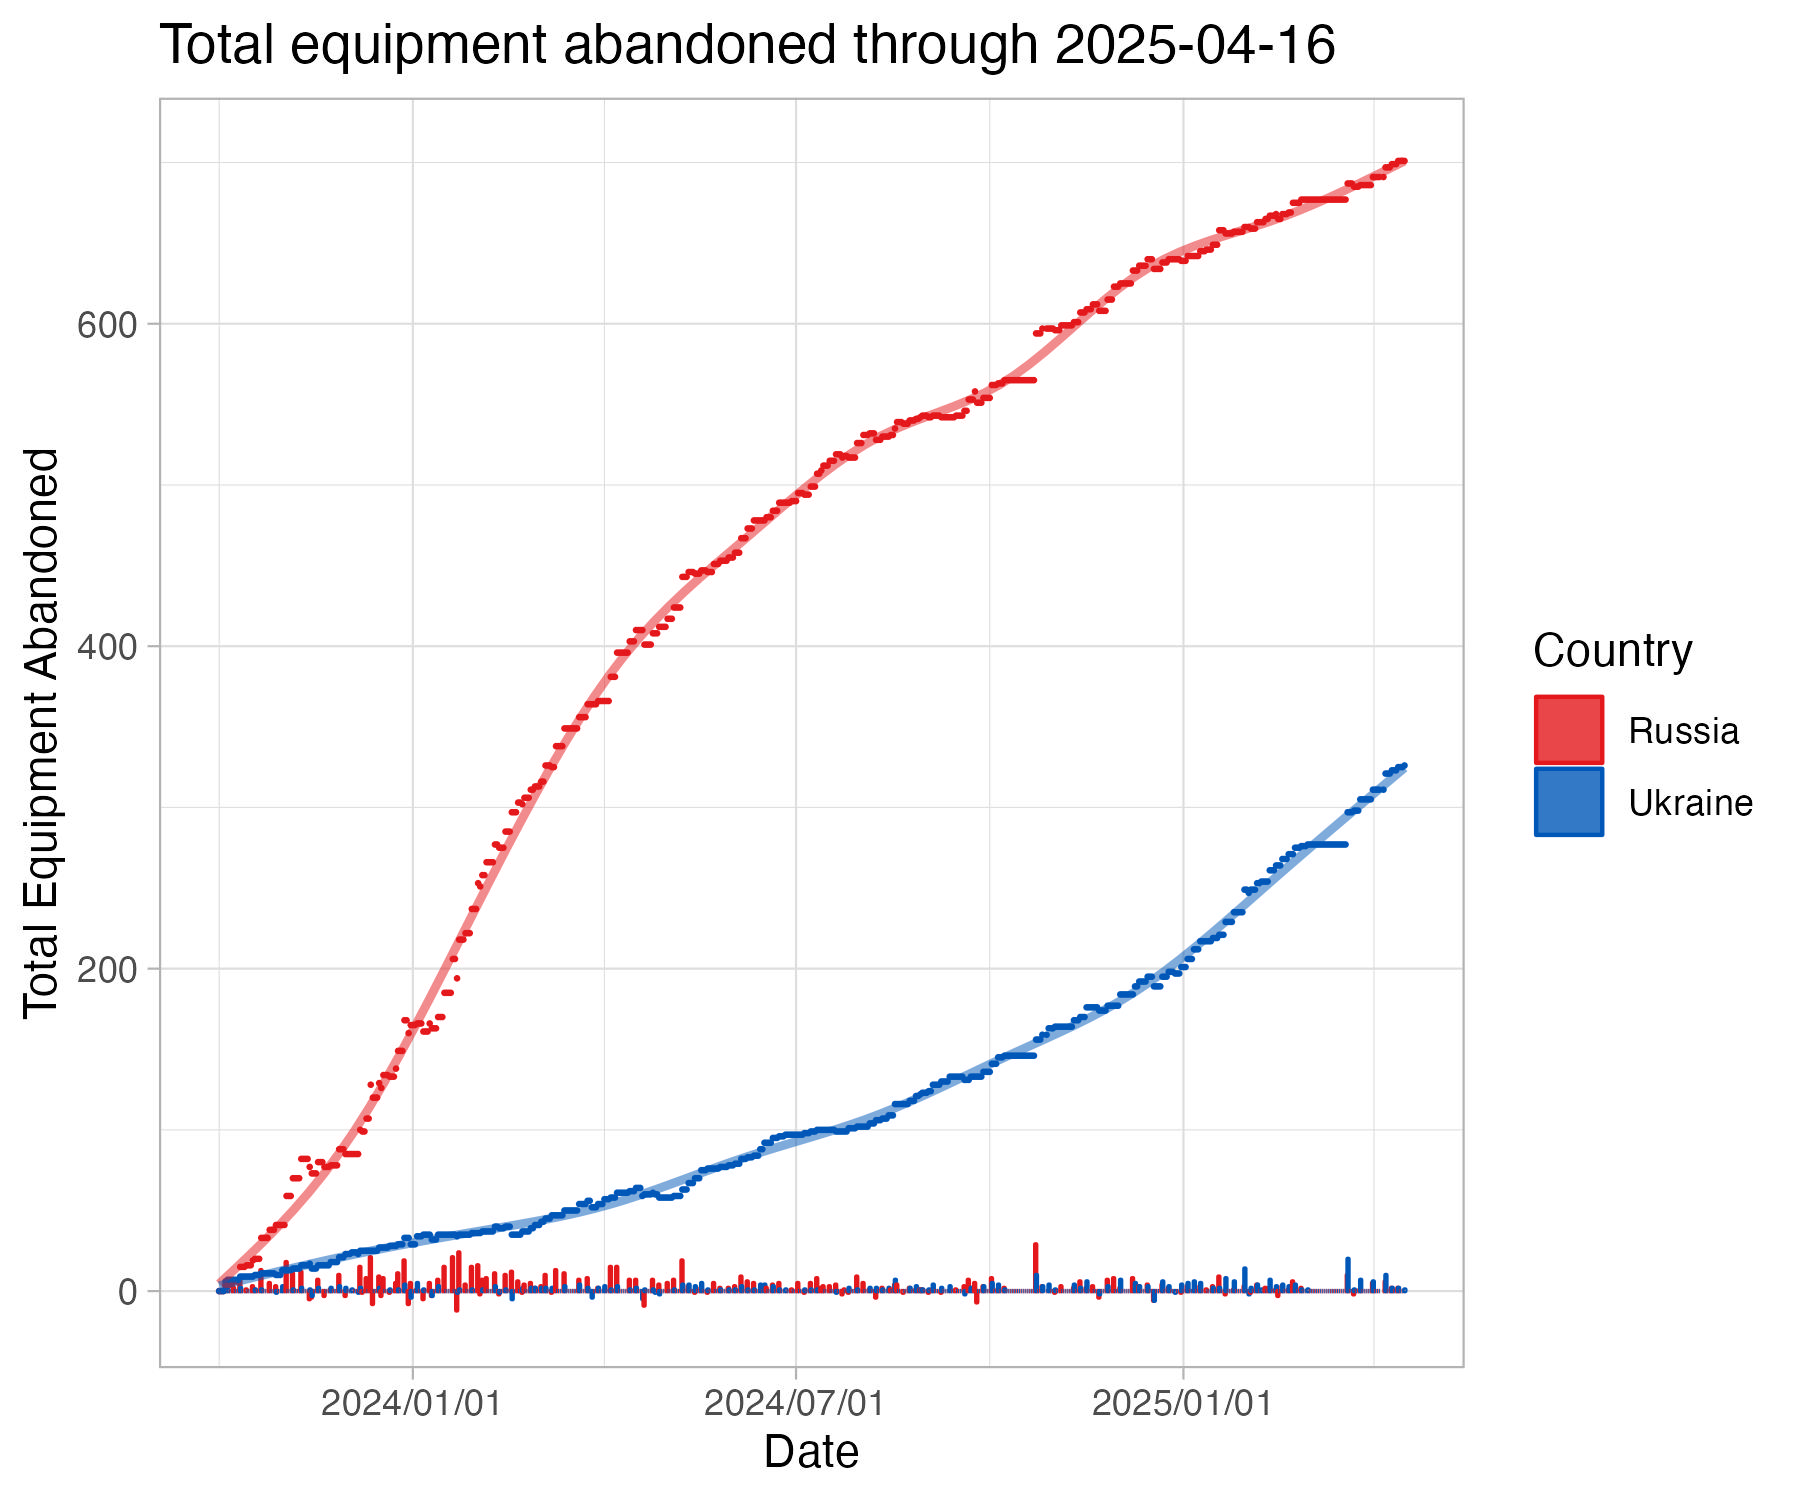 Total equipment abandoned through 2025-04-16
Total Equipment Abandoned
600
400
200
0
2024/01/01
2024/07/01
2025/01/01
Date
Country
Russia
Ukraine